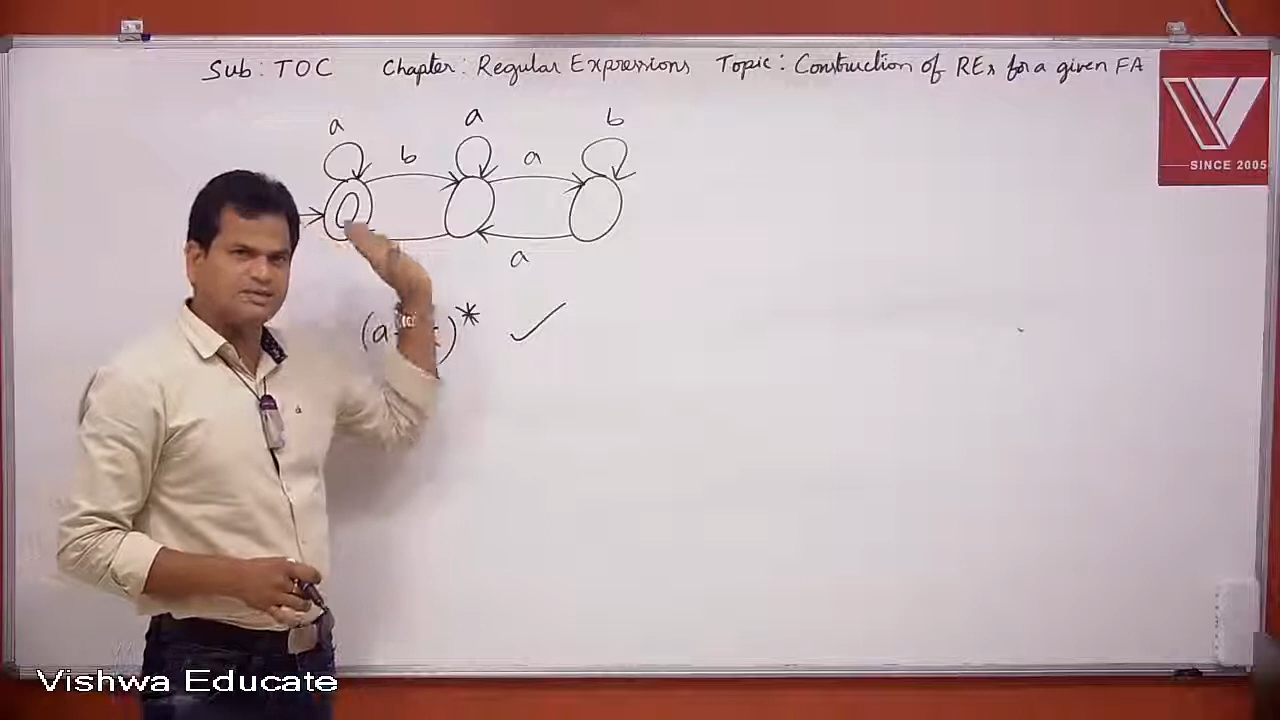 Sub : TOC Chapter : Regular Expressions Topic : Construction of REs for a given FA
SINCE 2005
a a b
b a
a
(a )* ✓
Vishwa Educate